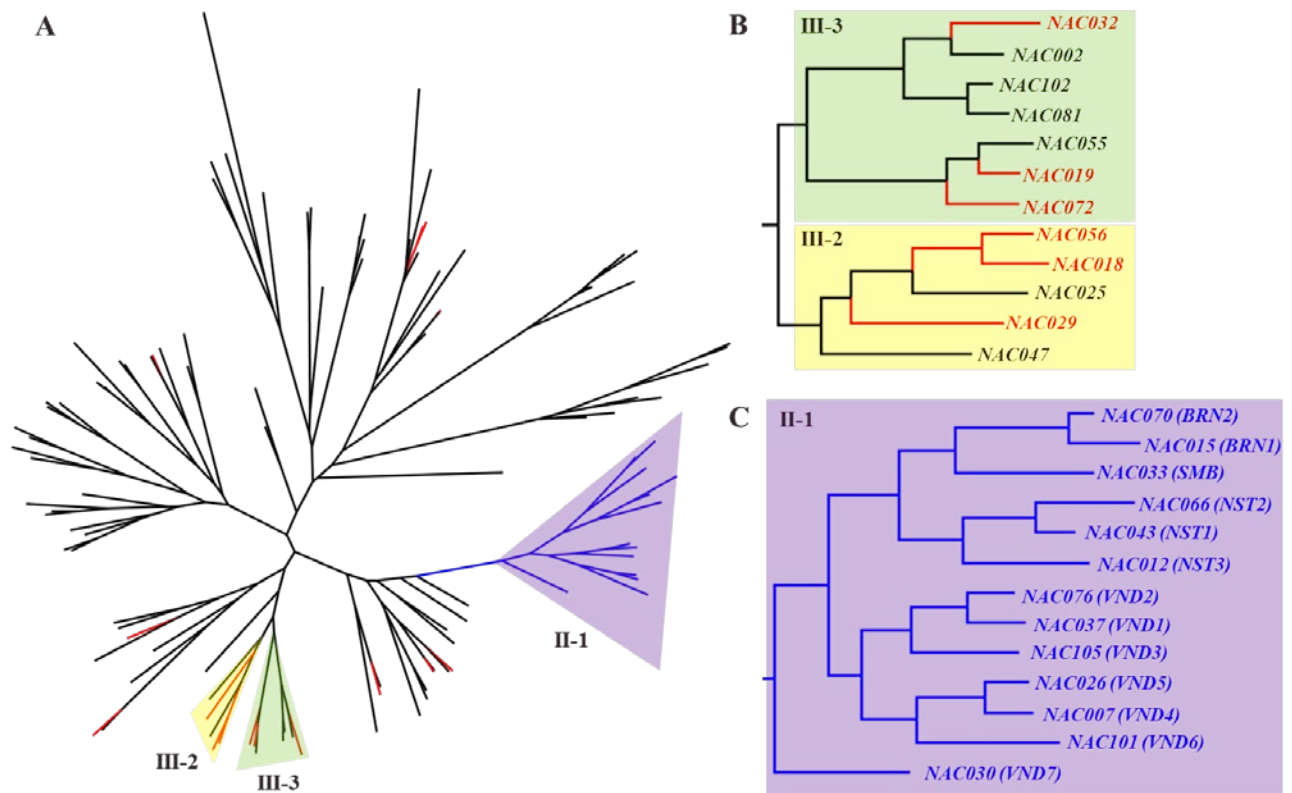 A
II-1
III-2
III-3
B
III-3
NAC032
NAC002
NAC102
NAC081
NAC055
NAC019
NAC072
III-2
NAC056
NAC018
NAC025
NAC029
NAC047
C
II-1
NAC070 (BRN2)
NAC015 (BRN1)
NAC033 (SMB)
NAC066 (NST2)
NAC043 (NST1)
NAC012 (NST3)
NAC076 (VND2)
NAC037 (VND1)
NAC105 (VND3)
NAC026 (VND5)
NAC007 (VND4)
NAC101 (VND6)
NAC030 (VND7)